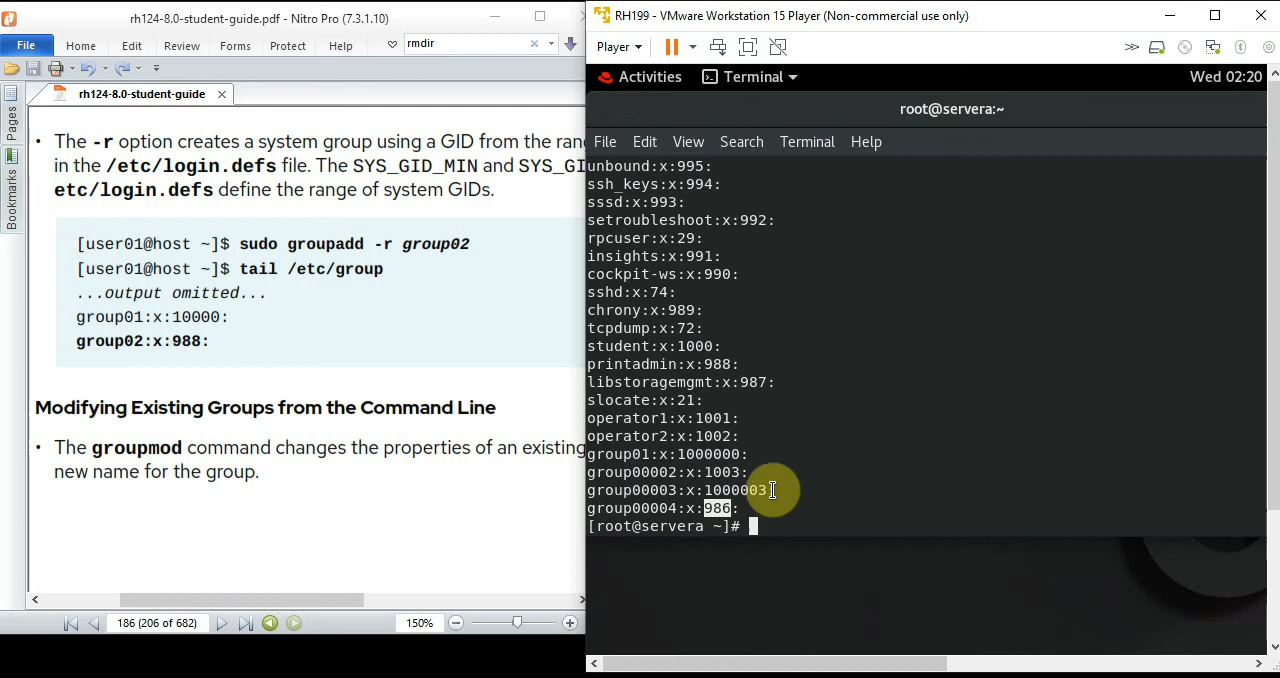 rh124-8.0-student-guide.pdf - Nitro Pro (7.3.1.10)
File Home Edit Review Forms Protect Help rmdir
rh124-8.0-student-guide
Pages
Bookmarks
• The -r option creates a system group using a GID from the ran
in the /etc/login.defs file. The SYS_GID_MIN and SYS_GI
etc/login.defs define the range of system GIDs.
[user01@host ~]$ sudo groupadd -r group02
[user01@host ~]$ tail /etc/group
...output omitted...
group01:x:10000:
group02:x:988:
Modifying Existing Groups from the Command Line
• The groupmod command changes the properties of an existing
new name for the group.
186 (206 of 682) 150%
RH199 - VMware Workstation 15 Player (Non-commercial use only)
Player
Activities Terminal Wed 02:20
root@servera:~
File Edit View Search Terminal Help
unbound:x:995:
ssh_keys:x:994:
sssd:x:993:
setroubleshoot:x:992:
rpcuser:x:29:
insights:x:991:
cockpit-ws:x:990:
sshd:x:74:
chrony:x:989:
tcpdump:x:72:
student:x:1000:
printadmin:x:988:
libstoragemgmt:x:987:
slocate:x:21:
operator1:x:1001:
operator2:x:1002:
group01:x:1000000:
group00002:x:1003:
group00003:x:1000003:
group00004:x:986:
[root@servera ~]#